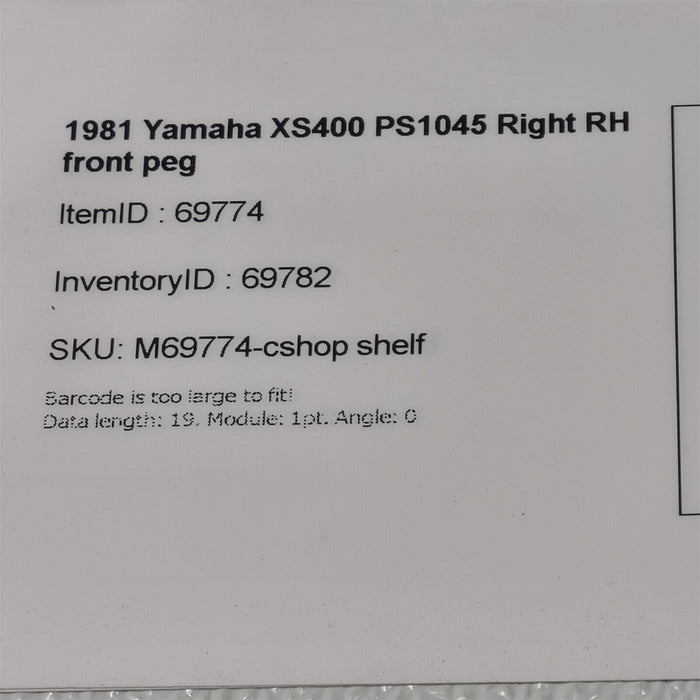 1981 Yamaha XS400 PS1045 Right RH
front peg
ItemID : 69774
InventoryID : 69782
SKU: M69774-cshop shelf
Barcode is too large to fit!
Data length: 19, Module: 1pt. Angle: 0